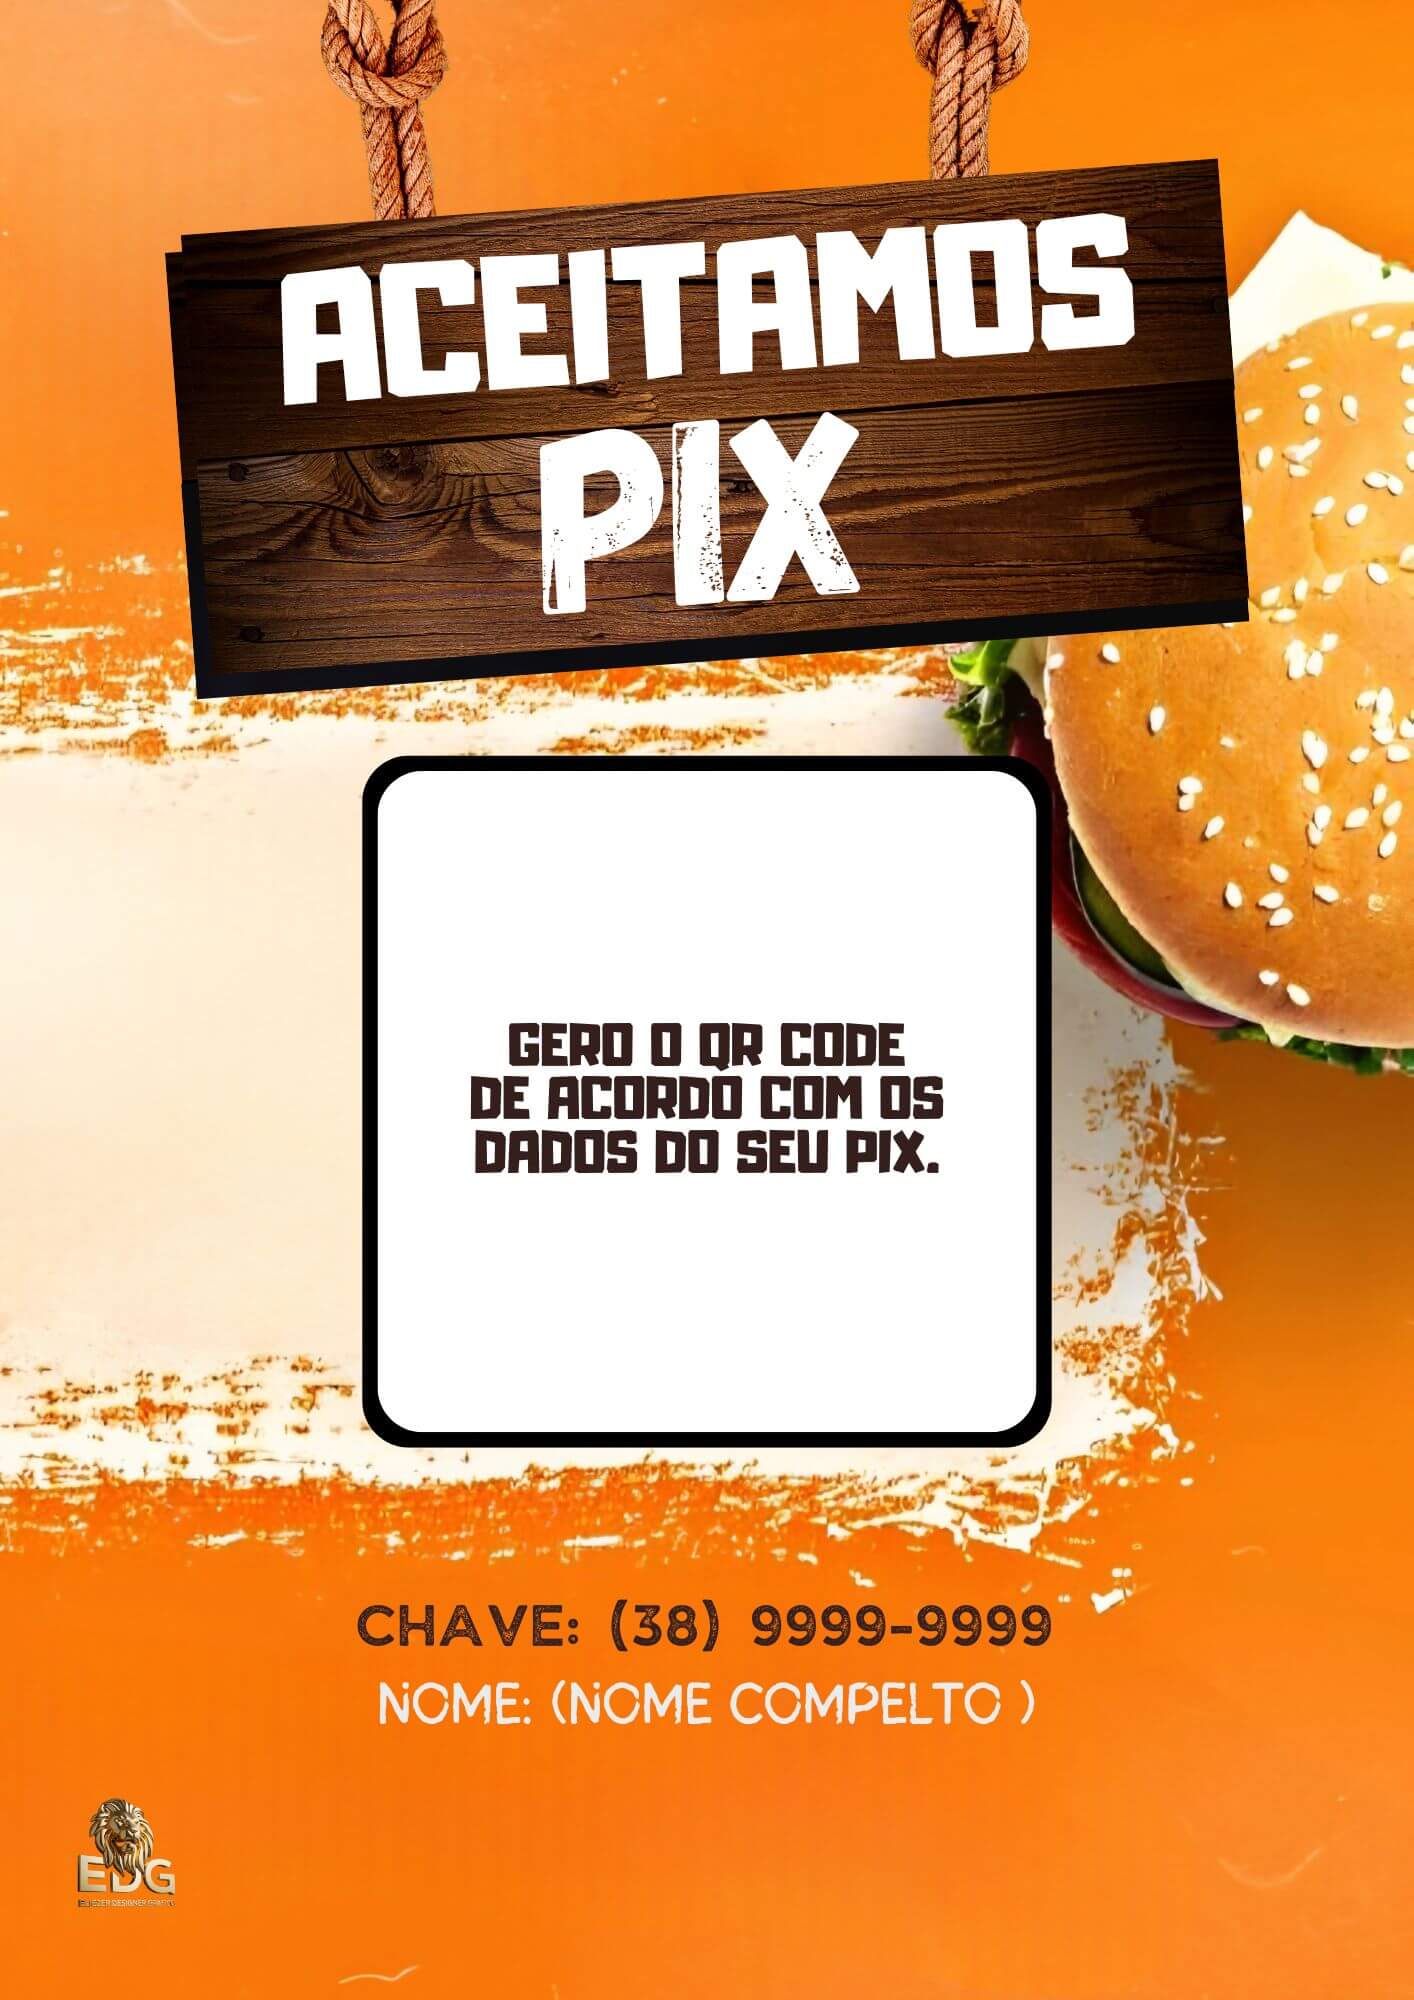 ACEITAMOS
PIX
GERO O QR CODE
DE ACORDO COM OS
DADOS DO SEU PIX.
CHAVE: (38) 9999-9999
NOME: (NOME COMPELTO )
EDG